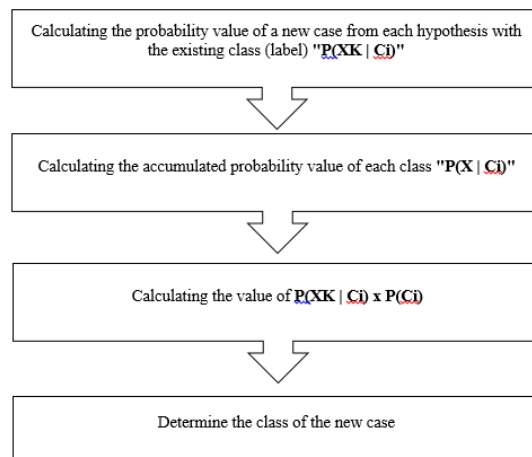 Calculating the probability value of a new case from each hypothesis with
the existing class (label) "P(XK | Ci)"
Calculating the accumulated probability value of each class "P(X | Ci)"
Calculating the value of P(XK | Ci) x P(Ci)
Determine the class of the new case